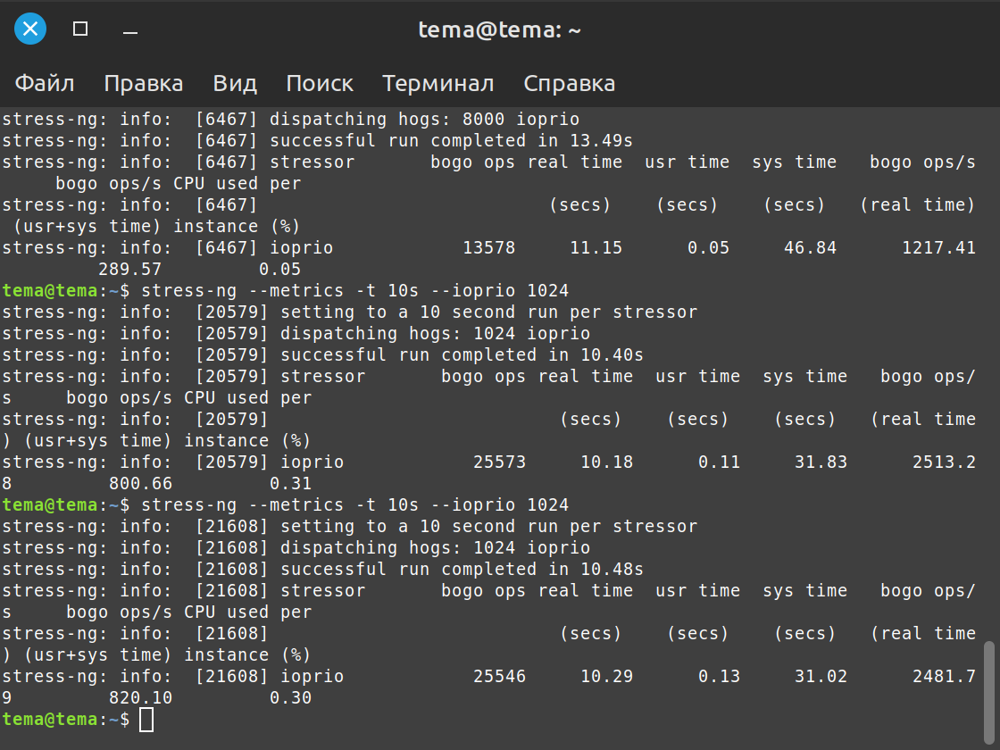 tema@tema: ~
Файл Правка Вид Поиск Терминал Справка
stress-ng: info:  [6467] dispatching hogs: 8000 ioprio
stress-ng: info:  [6467] successful run completed in 13.49s
stress-ng: info:  [6467] stressor       bogo ops real time  usr time  sys time   bogo ops/s
     bogo ops/s CPU used per
stress-ng: info:  [6467]                           (secs)    (secs)    (secs)   (real time)
 (usr+sys time) instance (%)
stress-ng: info:  [6467] ioprio            13578     11.15      0.05     46.84      1217.41
         289.57         0.05
tema@tema:~$ stress-ng --metrics -t 10s --ioprio 1024
stress-ng: info:  [20579] setting to a 10 second run per stressor
stress-ng: info:  [20579] dispatching hogs: 1024 ioprio
stress-ng: info:  [20579] successful run completed in 10.40s
stress-ng: info:  [20579] stressor       bogo ops real time  usr time  sys time   bogo ops/
s     bogo ops/s CPU used per
stress-ng: info:  [20579]                           (secs)    (secs)    (secs)   (real time
) (usr+sys time) instance (%)
stress-ng: info:  [20579] ioprio            25573     10.18      0.11     31.83      2513.2
8         800.66         0.31
tema@tema:~$ stress-ng --metrics -t 10s --ioprio 1024
stress-ng: info:  [21608] setting to a 10 second run per stressor
stress-ng: info:  [21608] dispatching hogs: 1024 ioprio
stress-ng: info:  [21608] successful run completed in 10.48s
stress-ng: info:  [21608] stressor       bogo ops real time  usr time  sys time   bogo ops/
s     bogo ops/s CPU used per
stress-ng: info:  [21608]                           (secs)    (secs)    (secs)   (real time
) (usr+sys time) instance (%)
stress-ng: info:  [21608] ioprio            25546     10.29      0.13     31.02      2481.7
9         820.10         0.30
tema@tema:~$